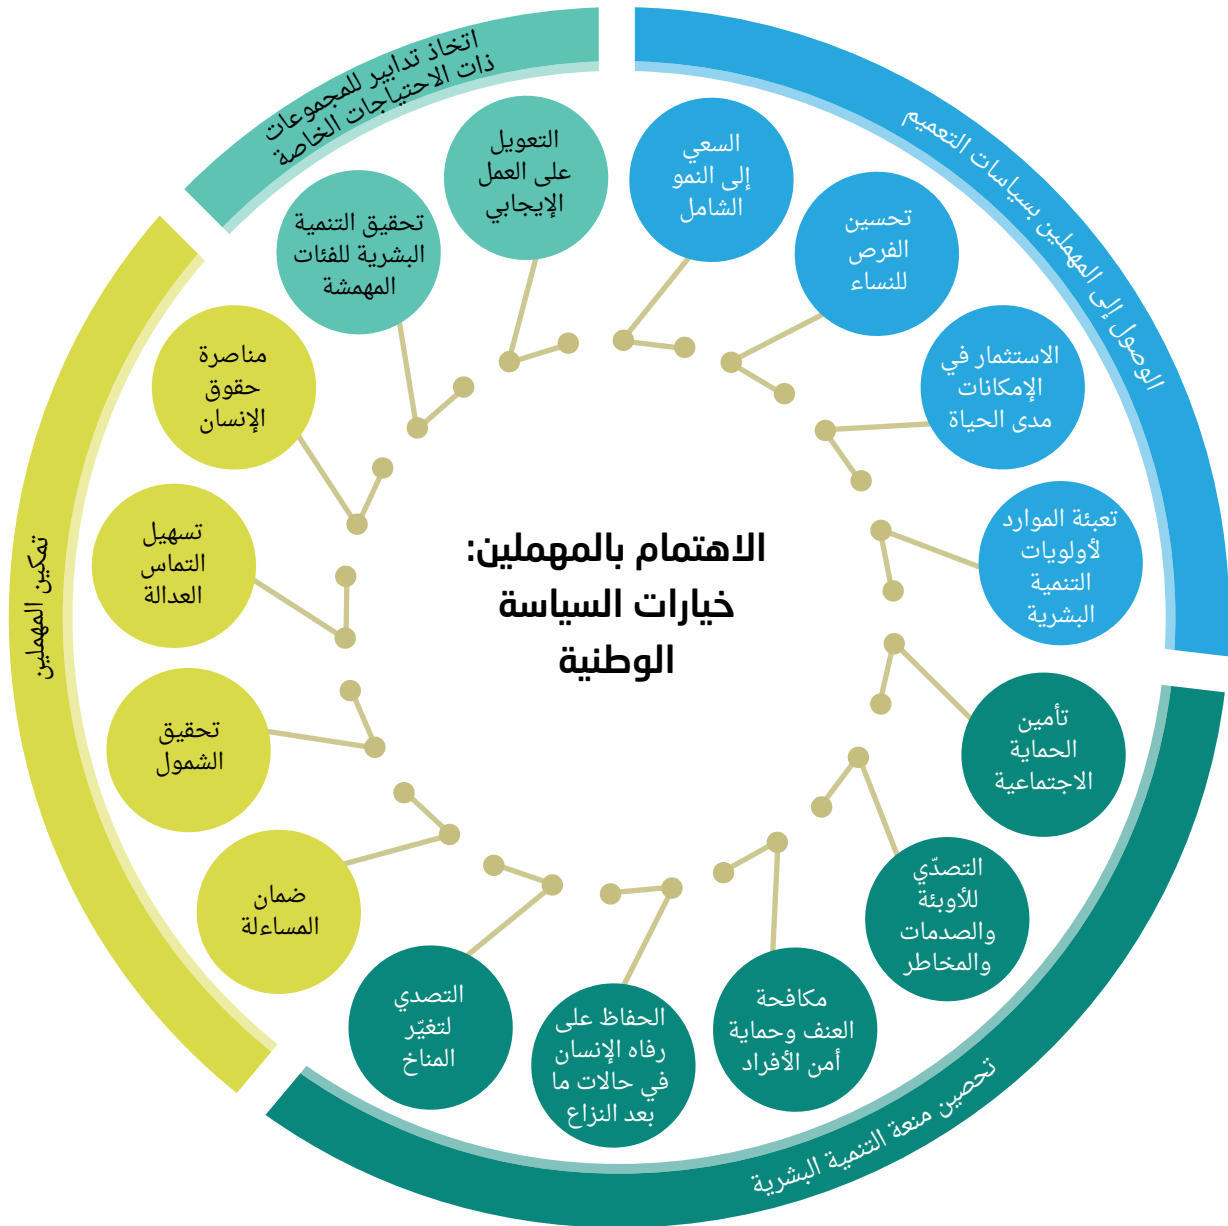 الاهتمام بالمهملين:
خيارات السياسة
الوطنية
الوصول إلى المهملين بسياسات التعميم
السعي
إلى النمو
الشامل
تحسين
الفرص
للنساء
الاستثمار في
الإمكانات
مدى الحياة
تعبئة الموارد
لأولويات
التنمية
البشرية
تحصين منعة التنمية البشرية
تأمين
الحماية
الاجتماعية
التصدّي
للأوبئة
والصدمات
والمخاطر
مكافحة
العنف وحماية
أمن الأفراد
الحفاظ على
رفاه الإنسان
في حالات ما
بعد النزاع
التصدي
لتغيّر
المناخ
تمكين المهملين
ضمان
المساءلة
تحقيق
الشمول
تسهيل
التماس
العدالة
مناصرة
حقوق
الإنسان
اتخاذ تدابير للمجموعات
ذات الاحتياجات الخاصة
تحقيق التنمية
البشرية للفئات
المهمشة
التعويل
على العمل
الإيجابي